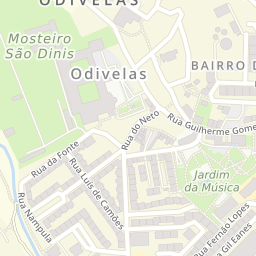 ODIVELAS
Mosteiro
São Dinis
Odivelas
BAIRRO D
Rua do Neto
Rua Guilherme Gome
Rua da Fonte
Rua Luis de Camões
Rua Nampula
Jardim
da Música
Rua Fernão Lopes
Rua Gil Eanes